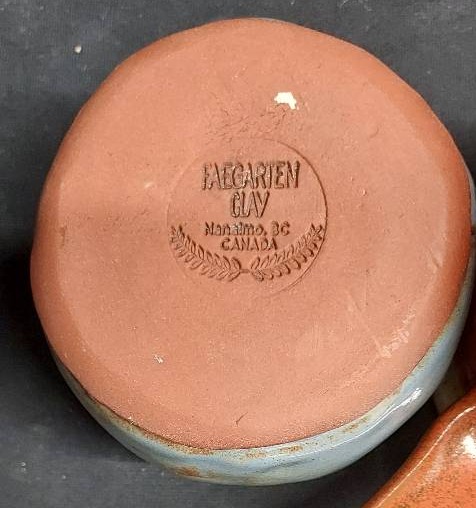 FAEGARTEN
CLAY
Nanaimo, BC
CANADA